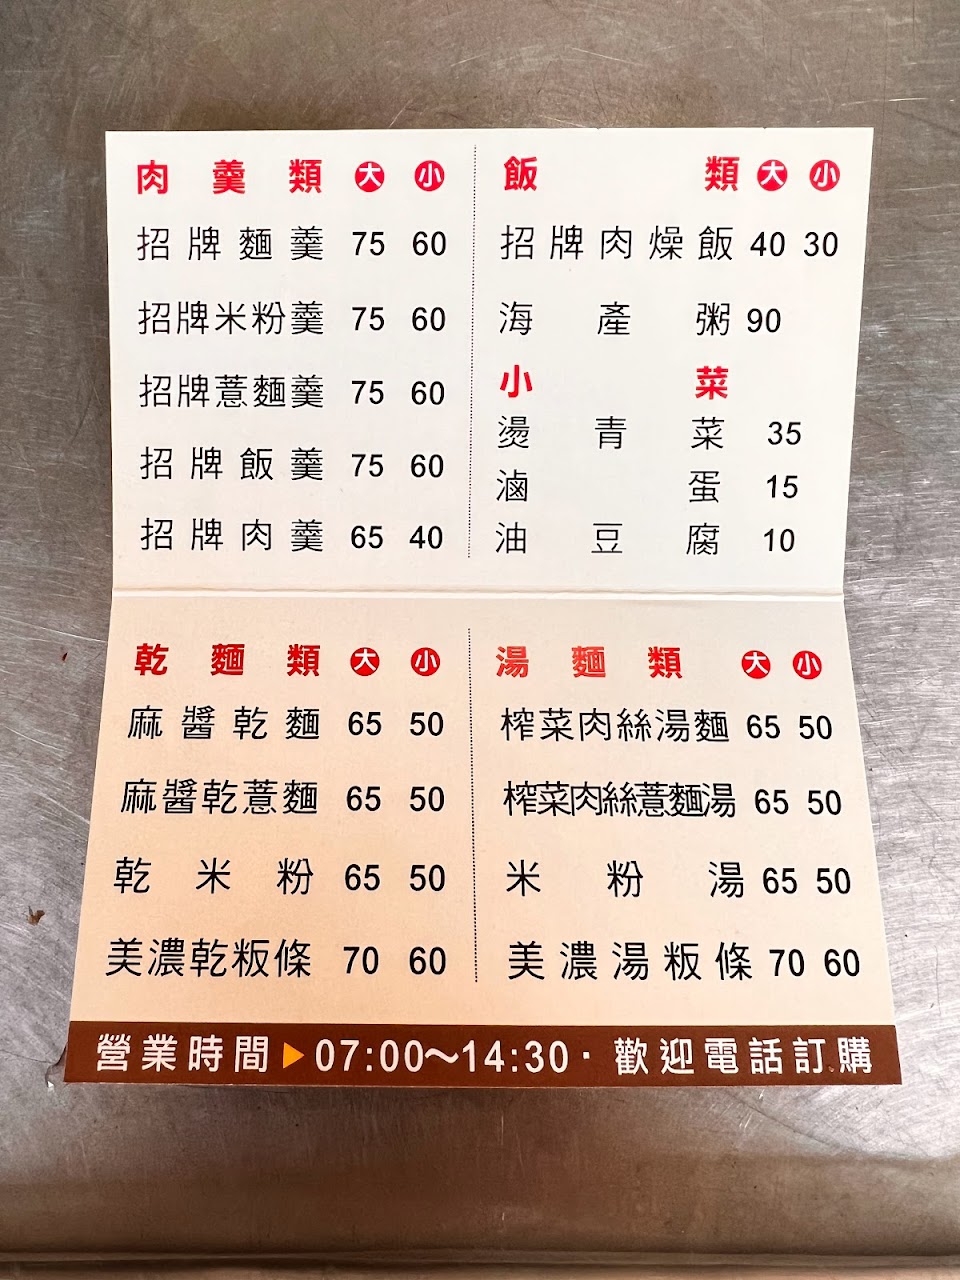 肉羹類 大 小
招牌麵羹 75 60
招牌米粉羹 75 60
招牌薏麵羹 75 60
招牌飯羹 75 60
招牌肉羹 65 40
飯類 大 小
招牌肉燥飯 40 30
海產粥 90
小菜
燙青菜 35
滷蛋 15
油豆腐 10
乾麵類 大 小
麻醬乾麵 65 50
麻醬乾薏麵 65 50
乾米粉 65 50
美濃乾粄條 70 60
湯麵類 大 小
榨菜肉絲湯麵 65 50
榨菜肉絲薏麵湯 65 50
米粉湯 65 50
美濃湯粄條 70 60
營業時間▶07:00～14:30·歡迎電話訂購